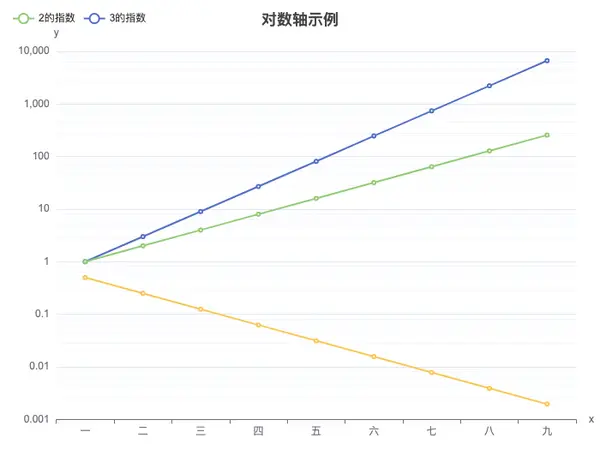 2的指数 3的指数
对数轴示例
y
10,000
1,000
100
10
1
0.1
0.01
0.001
一 二 三 四 五 六 七 八 九
x